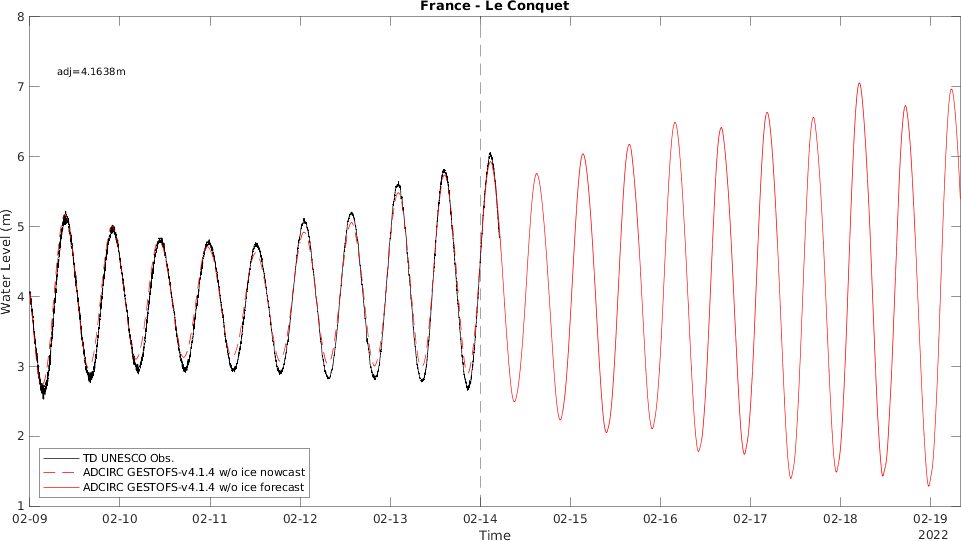 France - Le Conquet
8
7
6
5
4
3
2
1
Water Level (m)
adj=4.1638m
TD UNESCO Obs.
ADCIRC GESTOFS-v4.1.4 w/o ice nowcast
ADCIRC GESTOFS-v4.1.4 w/o ice forecast
02-09 02-10 02-11 02-12 02-13 02-14 02-15 02-16 02-17 02-18 02-19
Time
2022